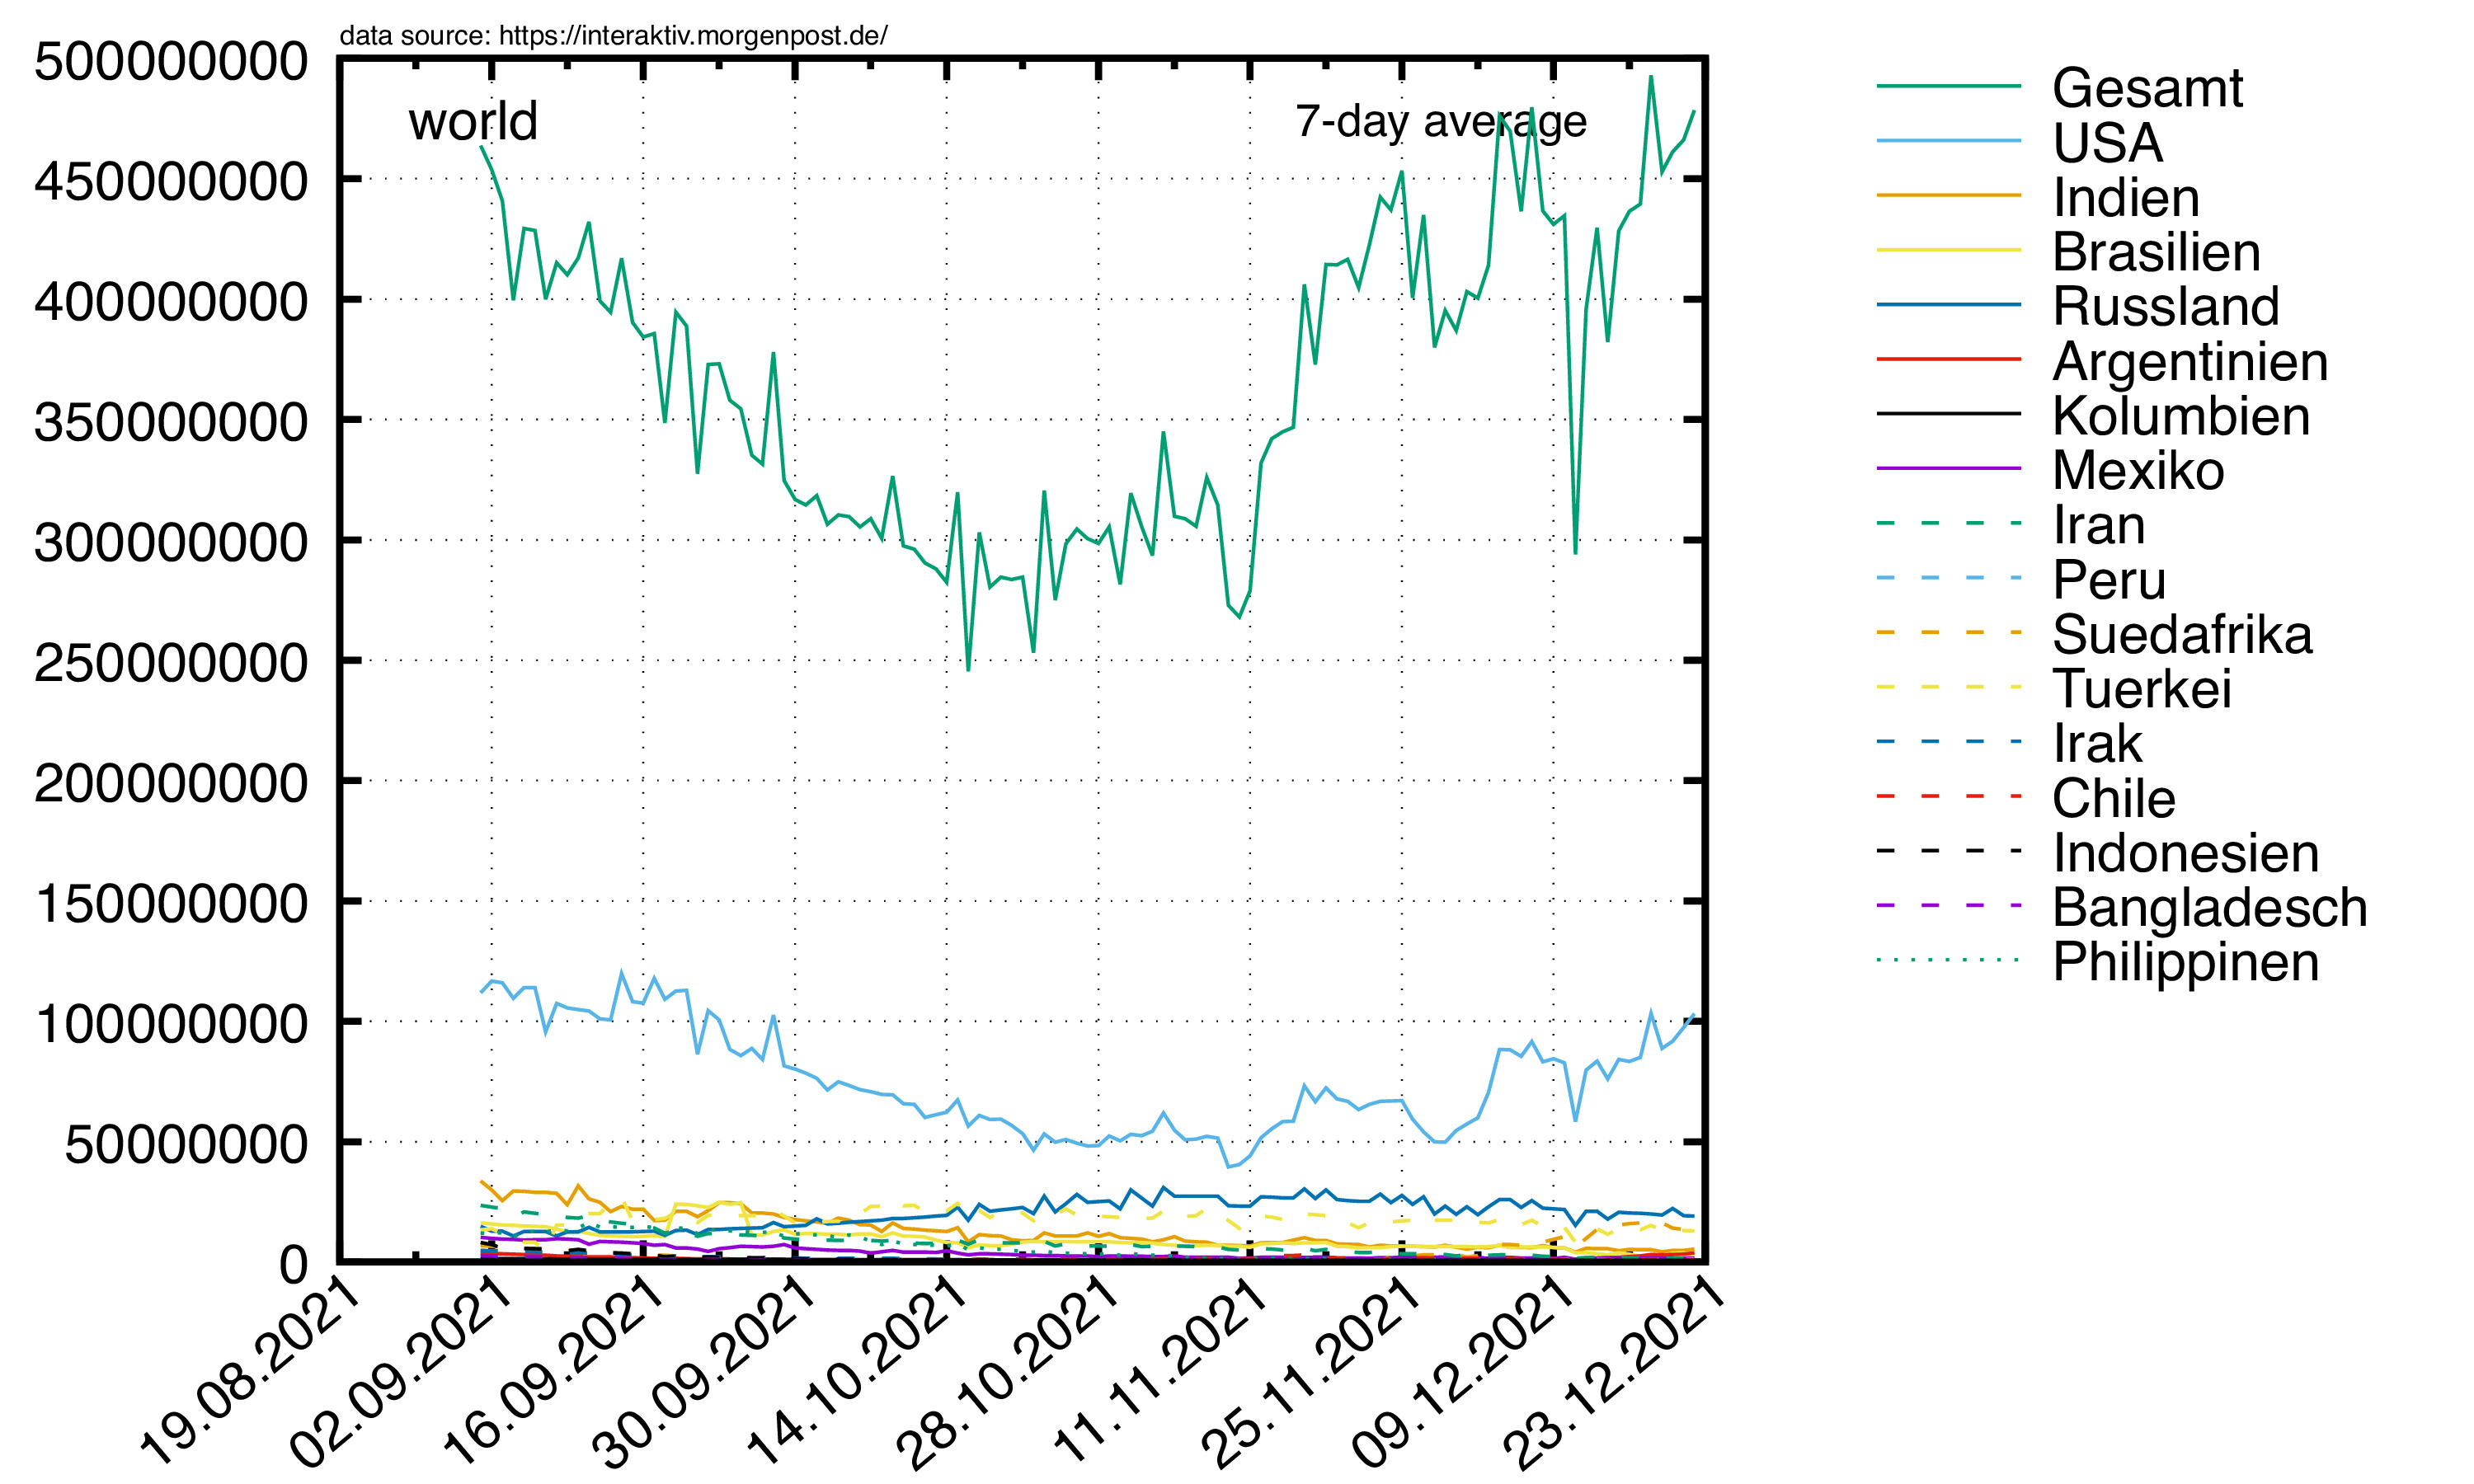 data source: https://interaktiv.morgenpost.de/
world
7-day average
500000000
450000000
400000000
350000000
300000000
250000000
200000000
150000000
100000000
50000000
0
19.08.2021
02.09.2021
16.09.2021
30.09.2021
14.10.2021
28.10.2021
11.11.2021
25.11.2021
09.12.2021
23.12.2021
Gesamt
USA
Indien
Brasilien
Russland
Argentinien
Kolumbien
Mexiko
Iran
Peru
Suedafrika
Tuerkei
Irak
Chile
Indonesien
Bangladesch
Philippinen